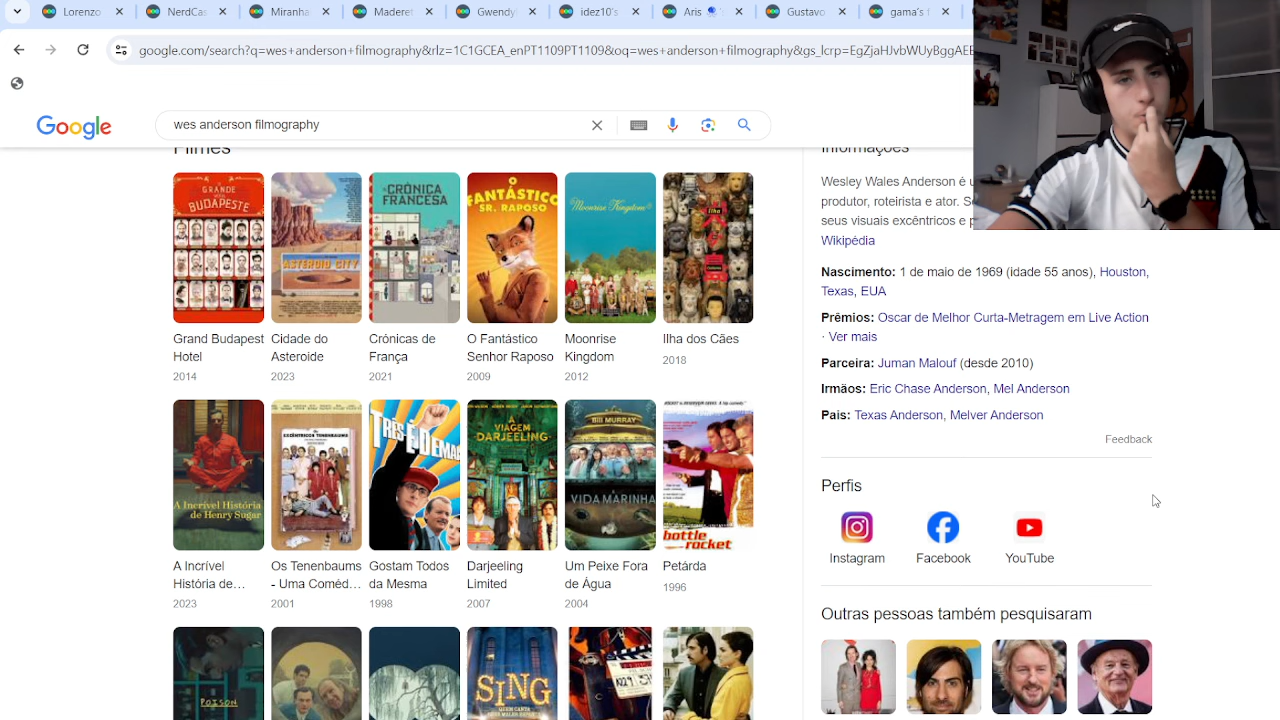 Lorenzo
NerdCas
Miranha
Maderet
Gwendy
idez10's
Aris
Gustavo
gama's f
google.com/search?q=wes+anderson+filmography&rlz=1C1GCEA_enPT1109PT1109&oq=wes+anderson+filmography&gs_lcrp=EgZjaHJvbWUyBggAEE
Google
wes anderson filmography
Filmes
Informações
Wesley Wales Anderson é u
produtor, roteirista e ator. Se
seus visuais excêntricos e p
Wikipédia
Nascimento: 1 de maio de 1969 (idade 55 anos), Houston,
Texas, EUA
Prêmios: Oscar de Melhor Curta-Metragem em Live Action
· Ver mais
Parceira: Juman Malouf (desde 2010)
Irmãos: Eric Chase Anderson, Mel Anderson
Pais: Texas Anderson, Melver Anderson
Feedback
Perfis
Instagram
Facebook
YouTube
Outras pessoas também pesquisaram
GRANDE
BUDAPESTE
ASTEROID CITY
A CRÔNICA
FRANCESA
O
FANTÁSTICO
SR. RAPOSO
Moonrise Kingdom
Ilha
Grand Budapest
Hotel
2014
Cidade do
Asteroide
2023
Crónicas de
França
2021
O Fantástico
Senhor Raposo
2009
Moonrise
Kingdom
2012
Ilha dos Cães
2018
A Incrível História
de Henry Sugar
EXCÊNTRICOS TENENBAUMS
TRÊS É DEMA
A
VIAGEM
DARJEELING
Bill MURRAY
A VIDA MARINHA
bottle
rocket
A Incrível
História de…
2023
Os Tenenbaums
- Uma Coméd…
2001
Gostam Todos
da Mesma
1998
Darjeeling
Limited
2007
Um Peixe Fora
de Água
2004
Petárda
1996
POISON
SING